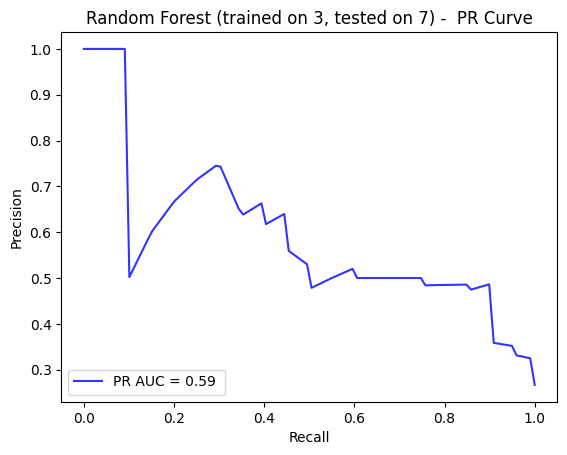 Random Forest (trained on 3, tested on 7) -  PR Curve
1.0
0.9
0.8
0.7
0.6
0.5
0.4
0.3
Precision
PR AUC = 0.59
0.0 0.2 0.4 0.6 0.8 1.0
Recall